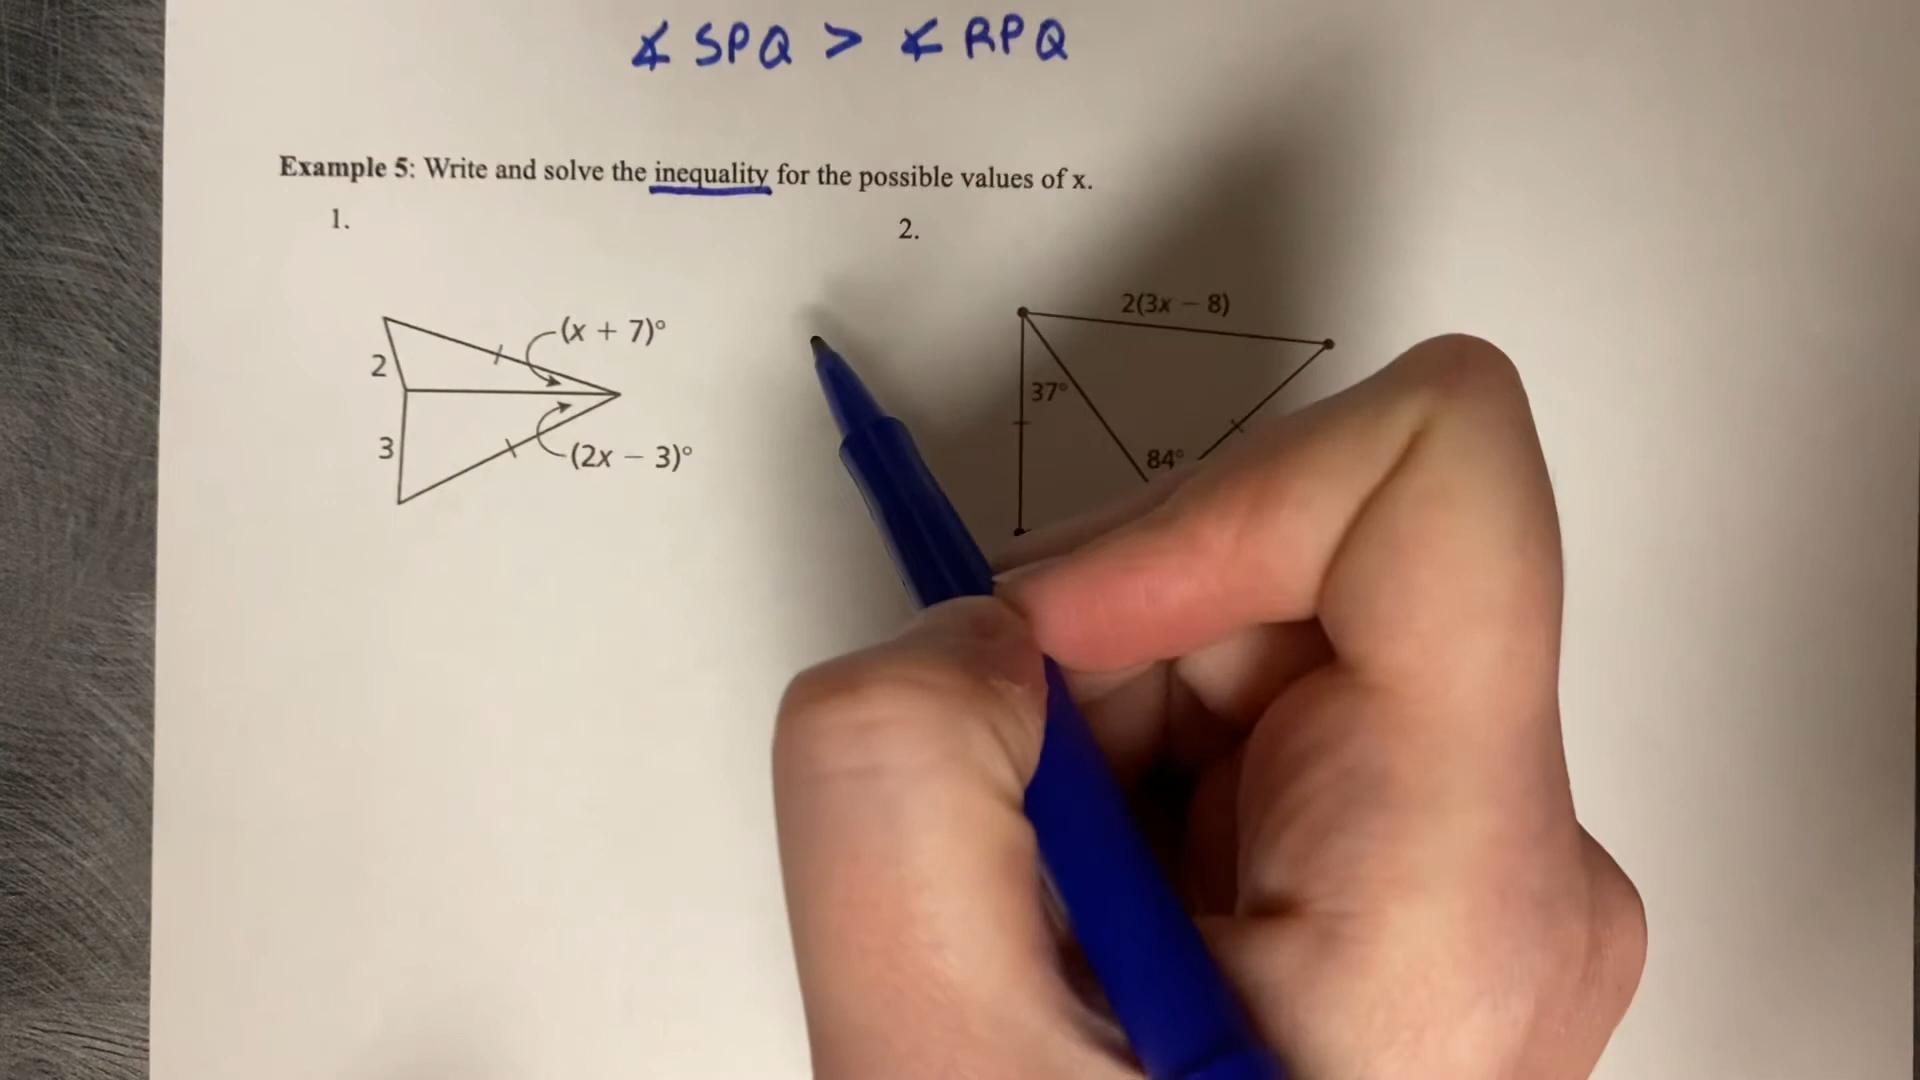 ∡ SPQ > ∡ RPQ
Example 5: Write and solve the inequality for the possible values of x.
1.
2.
2
3
(x + 7)°
(2x − 3)°
2(3x − 8)
37°
84°